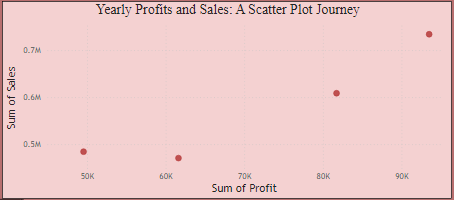 Yearly Profits and Sales: A Scatter Plot Journey
Sum of Sales
0.7M
0.6M
0.5M
50K 60K 70K 80K 90K
Sum of Profit